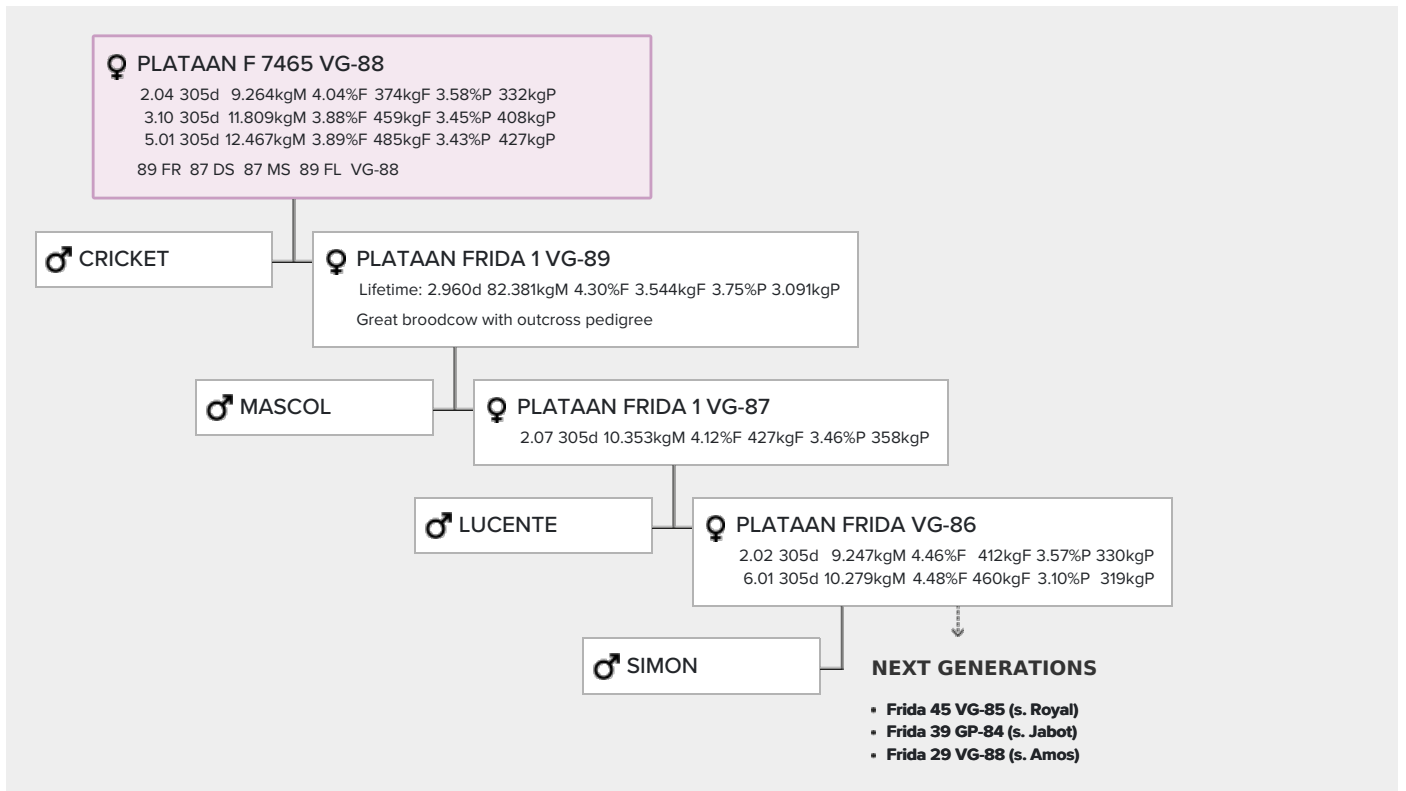 PLATAAN F 7465 VG-88
2.04 305d 9.264kgM 4.04%F 374kgF 3.58%P 332kgP
3.10 305d 11.809kgM 3.88%F 459kgF 3.45%P 408kgP
5.01 305d 12.467kgM 3.89%F 485kgF 3.43%P 427kgP
89 FR 87 DS 87 MS 89 FL VG-88
CRICKET
PLATAAN FRIDA 1 VG-89
Lifetime: 2.960d 82.381kgM 4.30%F 3.544kgF 3.75%P 3.091kgP
Great broodcow with outcross pedigree
MASCOL
PLATAAN FRIDA 1 VG-87
2.07 305d 10.353kgM 4.12%F 427kgF 3.46%P 358kgP
LUCENTE
PLATAAN FRIDA VG-86
2.02 305d 9.247kgM 4.46%F 412kgF 3.57%P 330kgP
6.01 305d 10.279kgM 4.48%F 460kgF 3.10%P 319kgP
SIMON
NEXT GENERATIONS
Frida 45 VG-85 (s. Royal)
Frida 39 GP-84 (s. Jabot)
Frida 29 VG-88 (s. Amos)